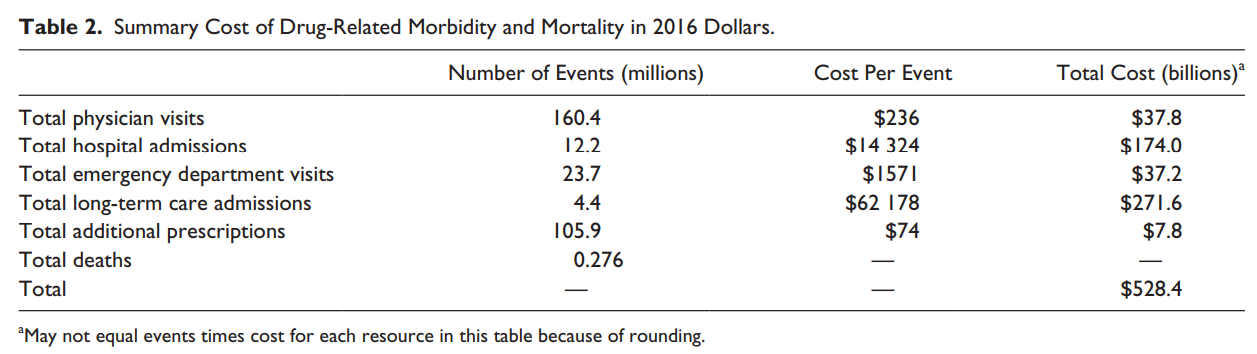 Table 2. Summary Cost of Drug-Related Morbidity and Mortality in 2016 Dollars.
Number of Events (millions) Cost Per Event Total Cost (billions)a
Total physician visits 160.4 $236 $37.8
Total hospital admissions 12.2 $14 324 $174.0
Total emergency department visits 23.7 $1571 $37.2
Total long-term care admissions 4.4 $62 178 $271.6
Total additional prescriptions 105.9 $74 $7.8
Total deaths 0.276 — —
Total — — $528.4
aMay not equal events times cost for each resource in this table because of rounding.